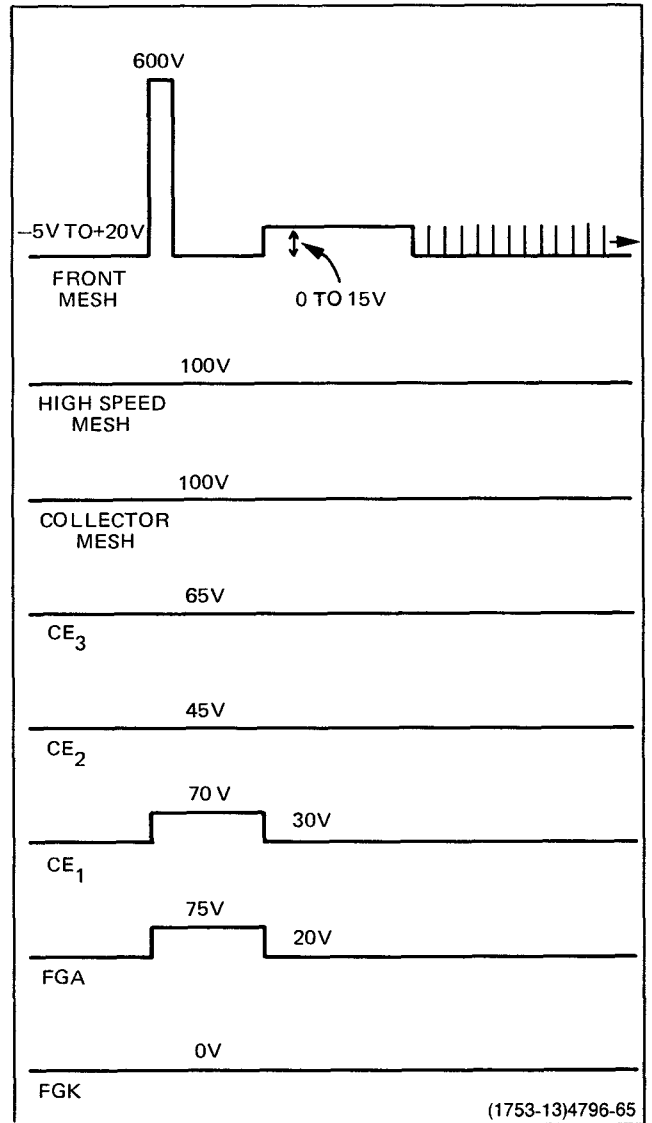 600V
—5V TO+20V
FRONT
MESH
0 TO 15V
100V
HIGH SPEED
MESH
100V
COLLECTOR
MESH
65V
CE3
45V
CE2
70 V
30V
CE1
75V
20V
FGA
0V
FGK
(1753-13)4796-65